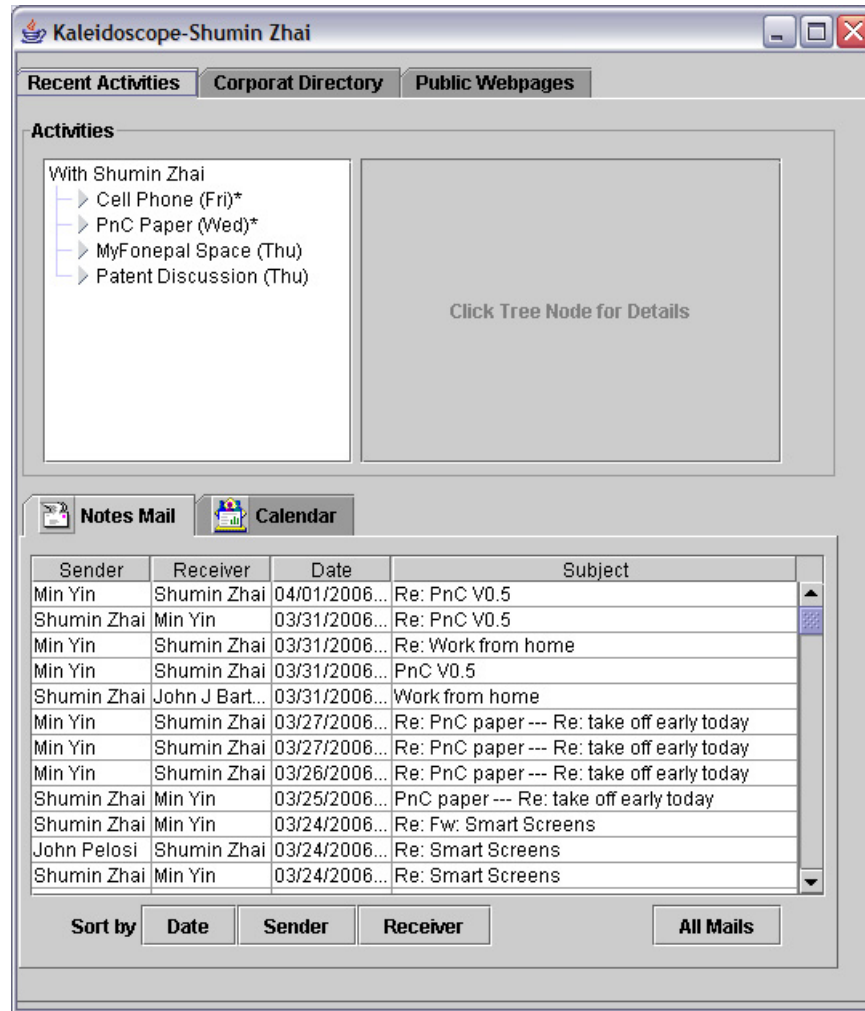 Kaleidoscope-Shumin Zhai
Recent Activities Corporat Directory Public Webpages
Activities
With Shumin Zhai
Cell Phone (Fri)*
PnC Paper (Wed)*
MyFonepal Space (Thu)
Patent Discussion (Thu)
Click Tree Node for Details
Notes Mail Calendar
Sender Receiver Date Subject
Min Yin Shumin Zhai 04/01/2006... Re: PnC V0.5
Shumin Zhai Min Yin 03/31/2006... Re: PnC V0.5
Min Yin Shumin Zhai 03/31/2006... Re: Work from home
Min Yin Shumin Zhai 03/31/2006... PnC V0.5
Shumin Zhai John J Bart... 03/31/2006... Work from home
Min Yin Shumin Zhai 03/27/2006... Re: PnC paper --- Re: take off early today
Min Yin Shumin Zhai 03/27/2006... Re: PnC paper --- Re: take off early today
Min Yin Shumin Zhai 03/26/2006... Re: PnC paper --- Re: take off early today
Shumin Zhai Min Yin 03/25/2006... PnC paper --- Re: take off early today
Shumin Zhai Min Yin 03/24/2006... Re: Fw: Smart Screens
John Pelosi Shumin Zhai 03/24/2006... Re: Smart Screens
Shumin Zhai Min Yin 03/24/2006... Re: Smart Screens
Sort by Date Sender Receiver All Mails